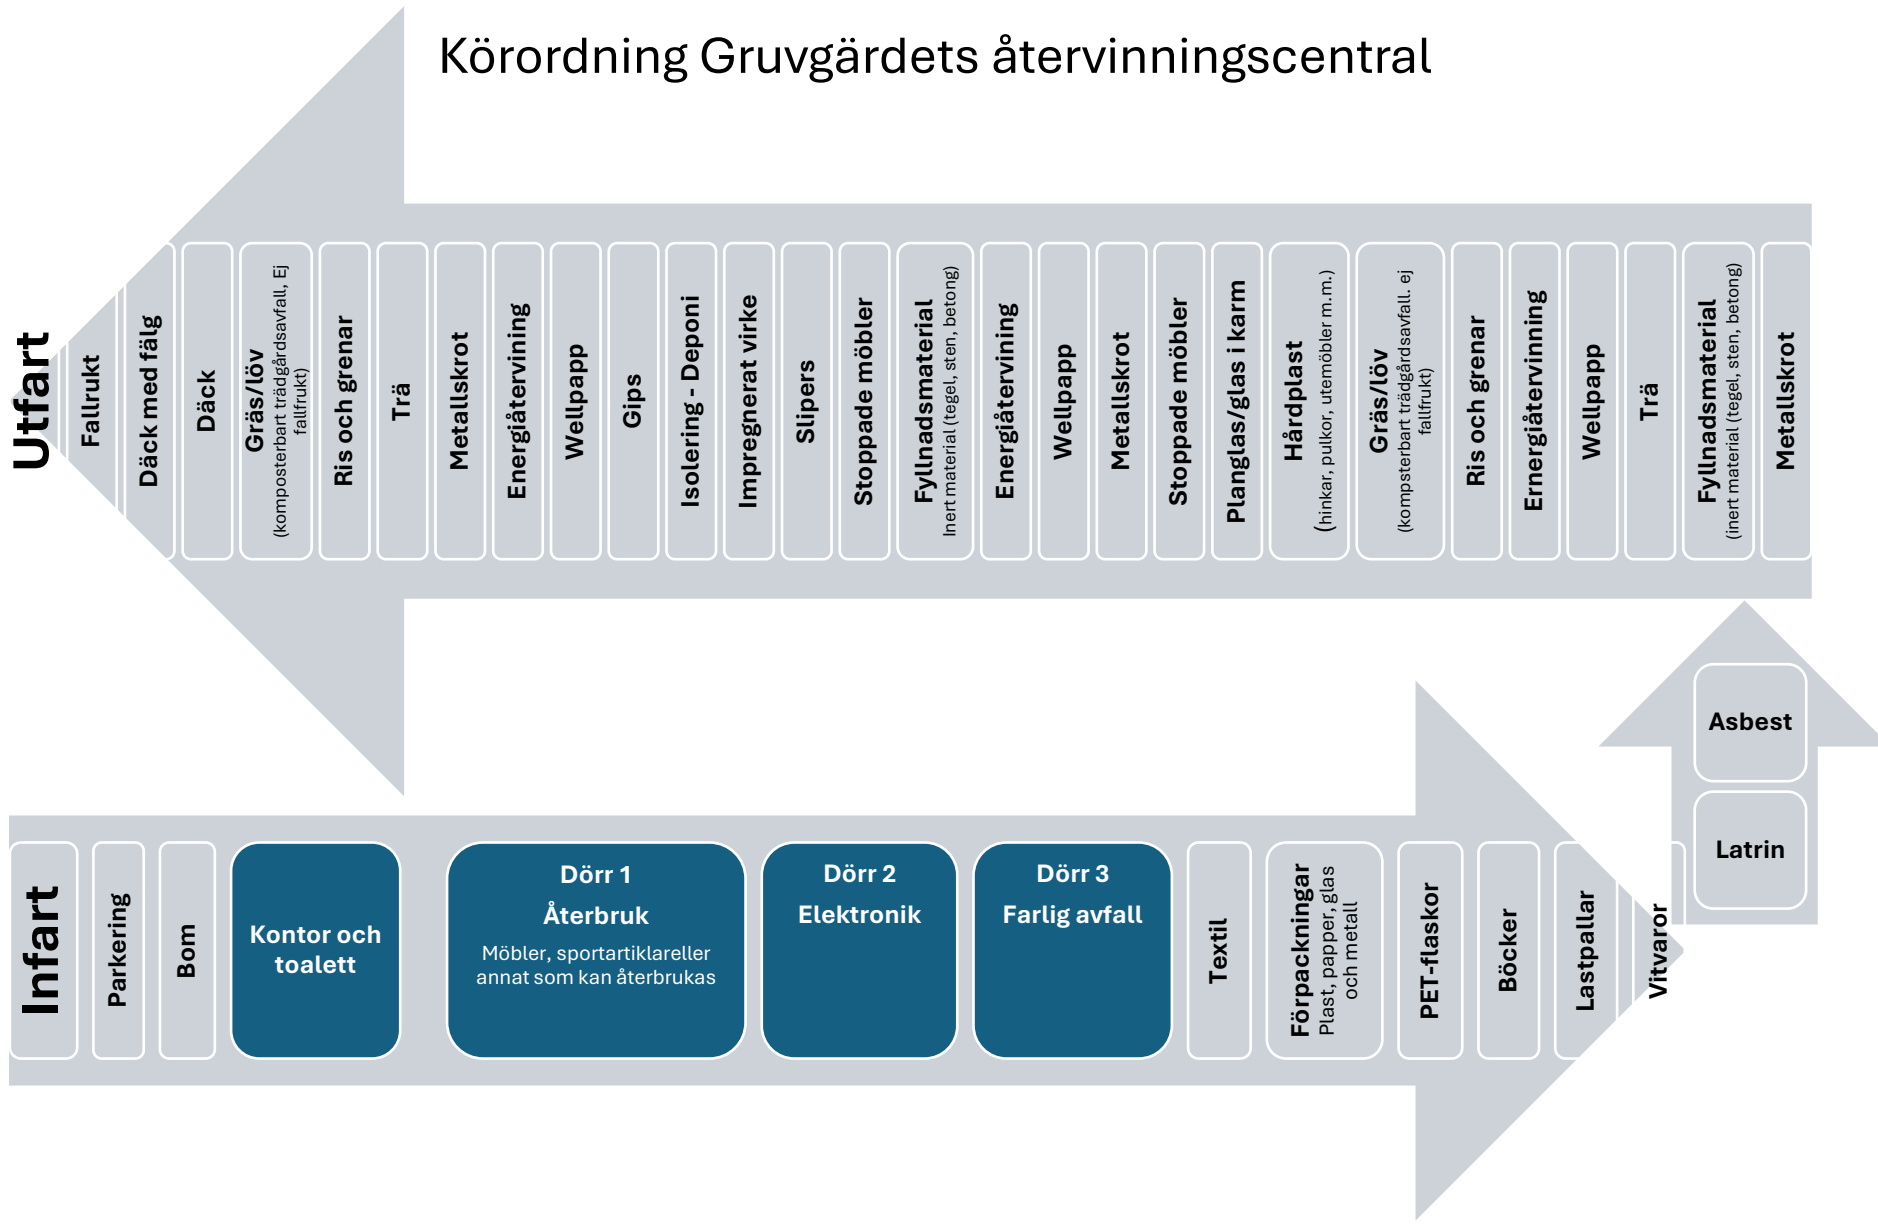 Körordning Gruvgärdets återvinningscentral
Utfart
Fallrukt
Däck med fälg
Däck
Gräs/löv
(komposterbart trädgårdsavfall, Ej
fallfrukt)
Ris och grenar
Trä
Metallskrot
Energiåtervining
Wellpapp
Gips
Isolering - Deponi
Impregnerat virke
Slipers
Stoppade möbler
Fyllnadsmaterial
Inert material (tegel, sten, betong)
Energiåtervining
Wellpapp
Metallskrot
Stoppade möbler
Planglas/glas i karm
Hårdplast
(hinkar, pulkor, utemöbler m.m.)
Gräs/löv
(kompsterbart trädgårdsavfall. ej
fallfrukt)
Ris och grenar
Ernergiåtervinning
Wellpapp
Trä
Fyllnadsmaterial
(inert material (tegel, sten, betong)
Metallskrot
Asbest
Latrin
Infart
Parkering
Bom
Kontor och
toalett
Dörr 1
Återbruk
Möbler, sportartiklareller
annat som kan återbrukas
Dörr 2
Elektronik
Dörr 3
Farlig avfall
Textil
Förpackningar
Plast, papper, glas
och metall
PET-flaskor
Böcker
Lastpallar
Vitvaror